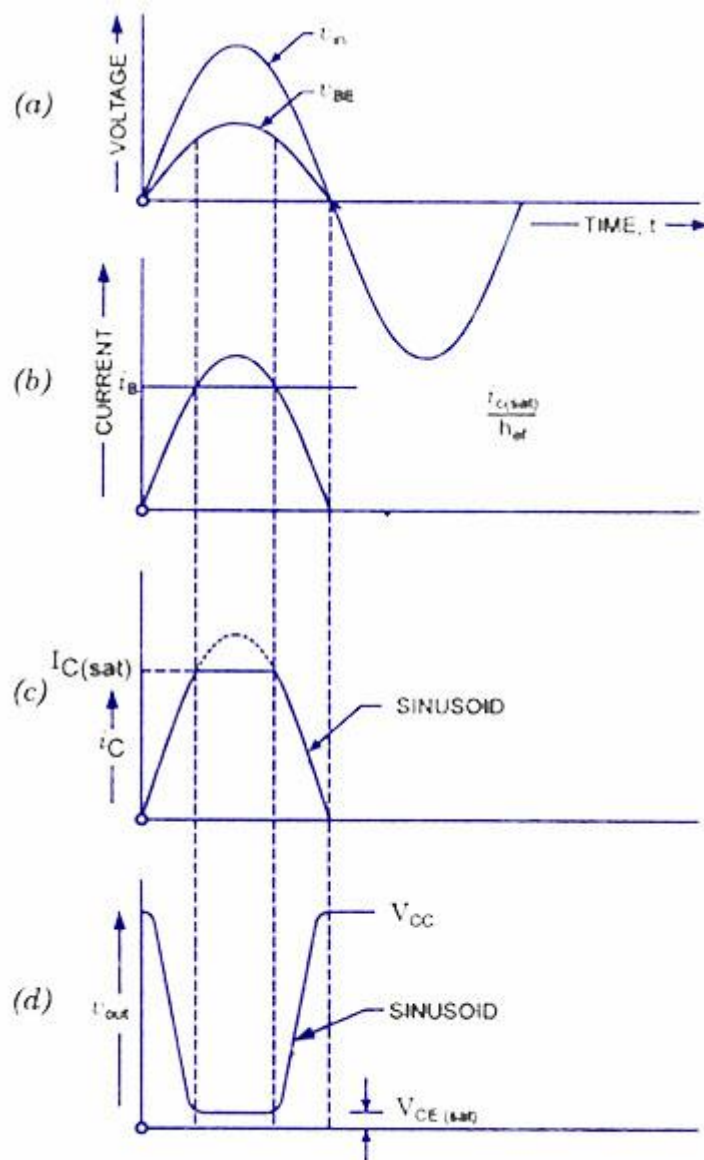 (a)
VOLTAGE
v_in
v_BE
TIME, t
(b)
CURRENT
i_B
i_c(sat)
h_ef
(c)
I_C(sat)
i_C
SINUSOID
(d)
v_out
V_CC
SINUSOID
V_CE (sat)